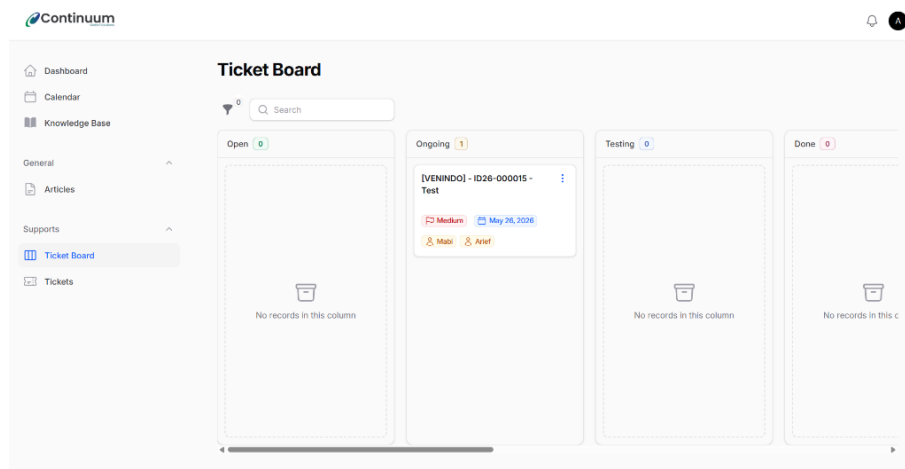 Continuum
A
Dashboard
Calendar
Knowledge Base
General
Articles
Supports
Ticket Board
Tickets
Ticket Board
0
Search
Open 0
No records in this column
Ongoing 1
[VENINDO] - ID26-000015 -
Test
Medium May 26, 2026
Mabi Arief
Testing 0
No records in this column
Done 0
No records in this c